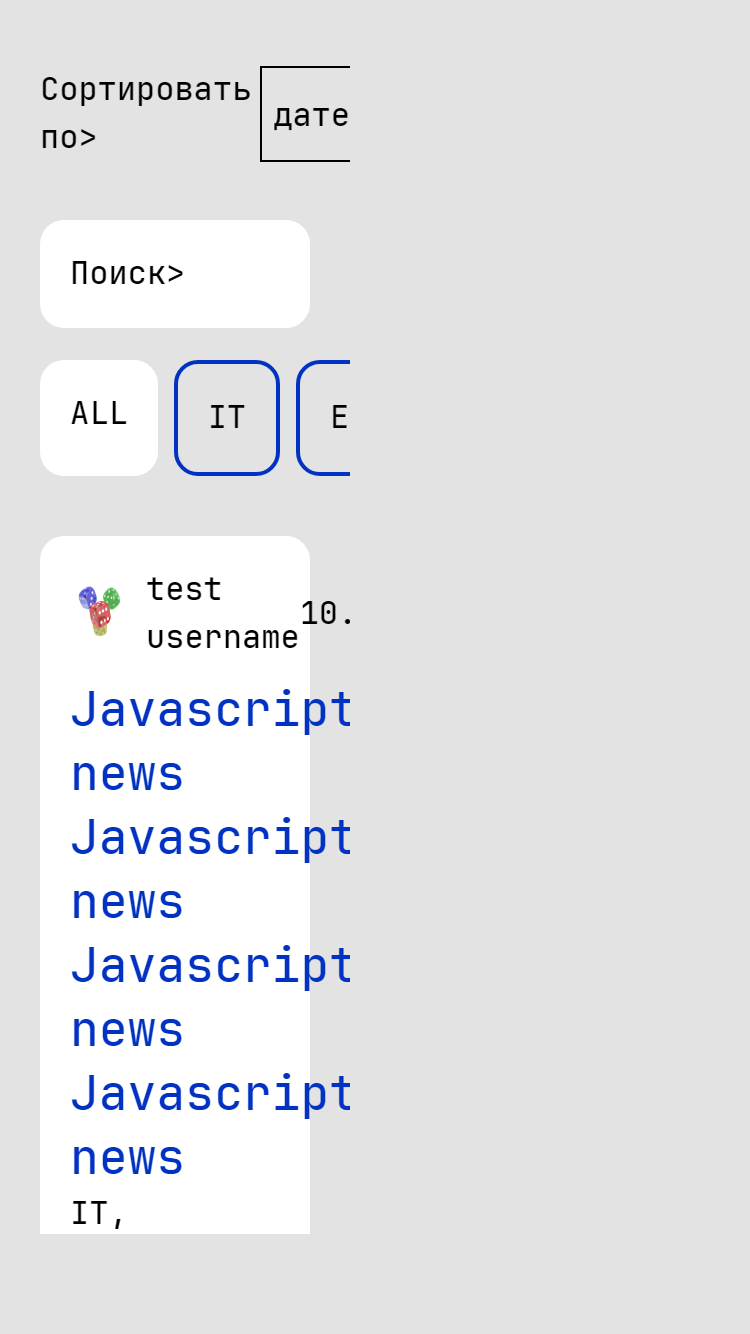 Сортировать
по>
дате
Поиск>
ALL
IT
E
test
username
10.
Javascript
news
Javascript
news
Javascript
news
Javascript
news
IT,